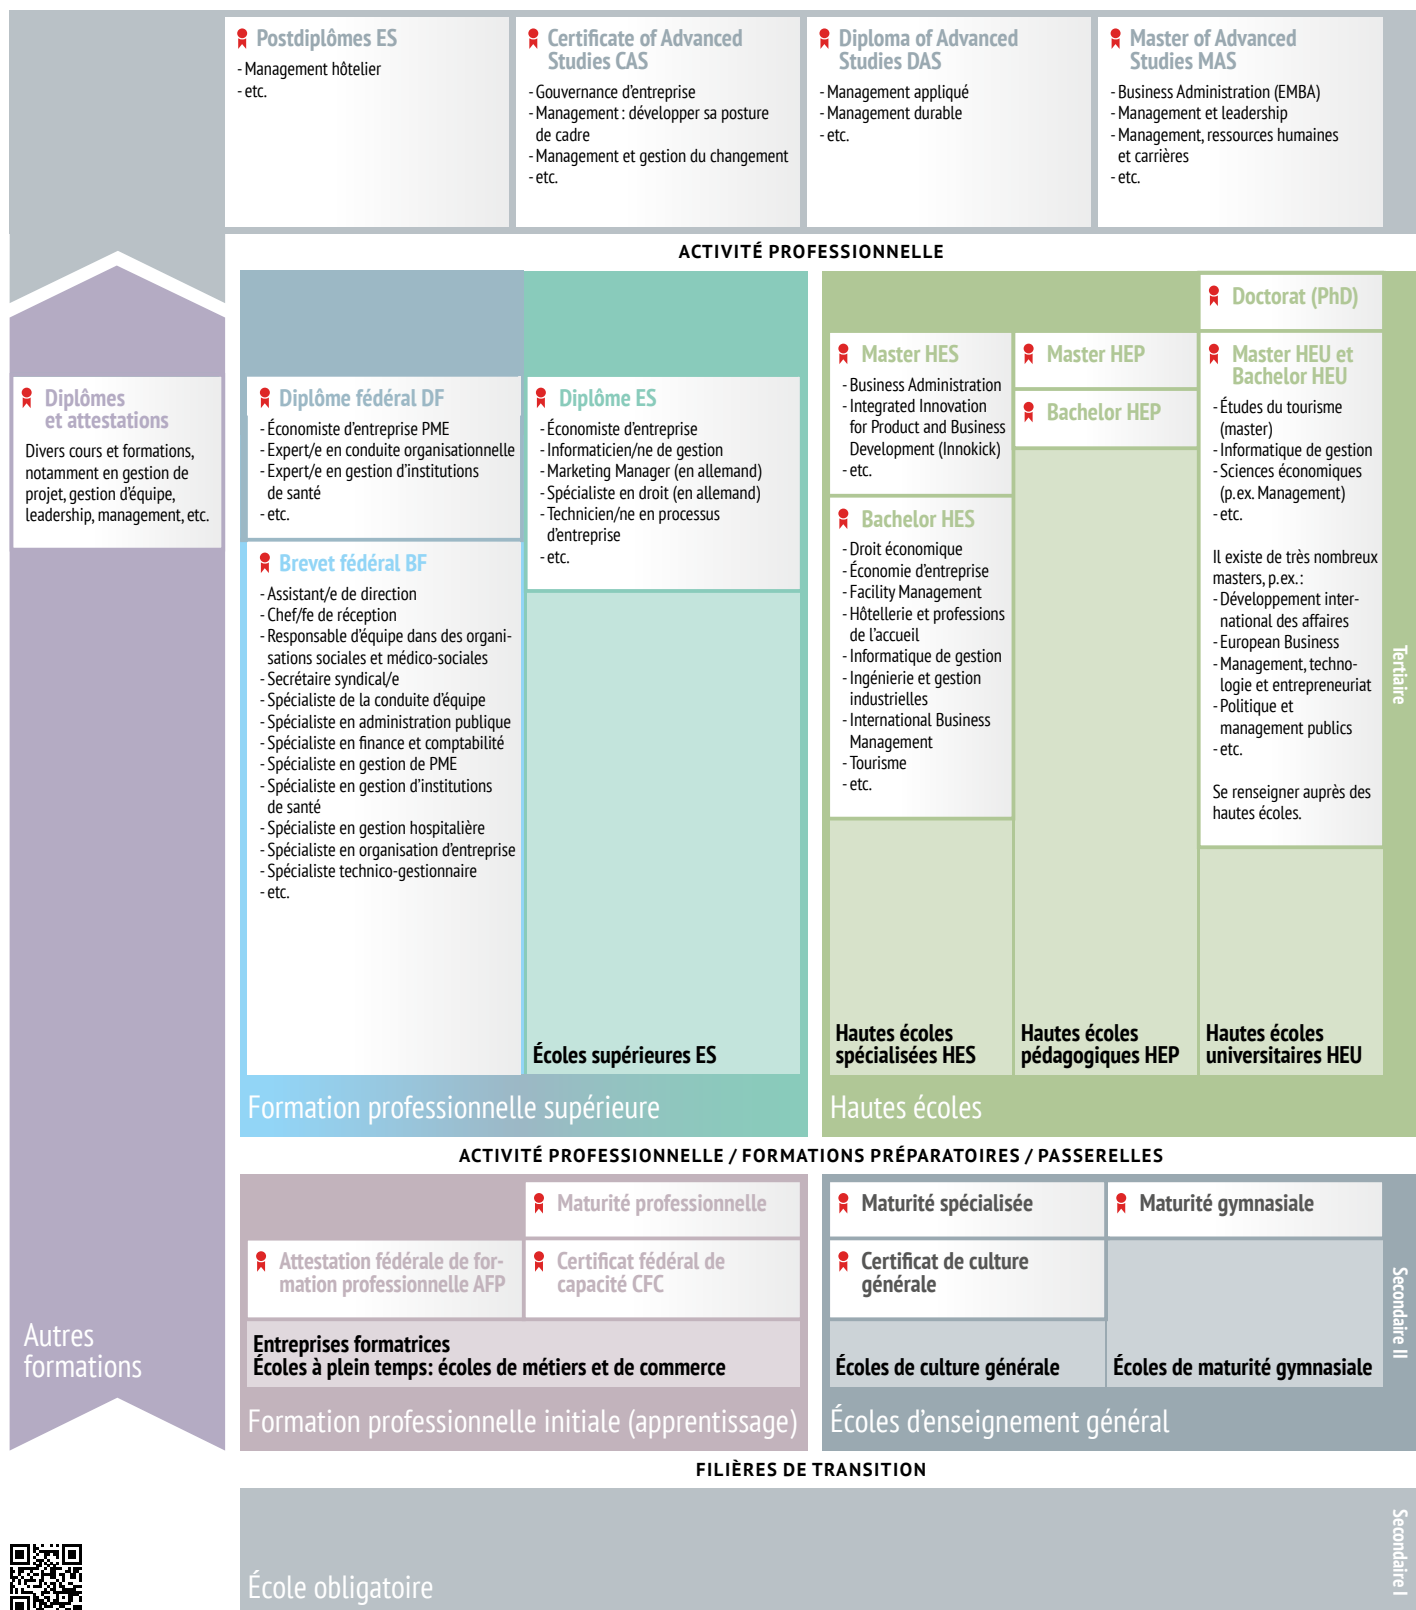 Postdiplômes ES
- Management hôtelier
- etc.
Certificate of Advanced
Studies CAS
- Gouvernance d'entreprise
- Management : développer sa posture
de cadre
- Management et gestion du changement
- etc.
Diploma of Advanced
Studies DAS
- Management appliqué
- Management durable
- etc.
Master of Advanced
Studies MAS
- Business Administration (EMBA)
- Management et leadership
- Management, ressources humaines
et carrières
- etc.
ACTIVITÉ PROFESSIONNELLE
Diplômes
et attestations
Divers cours et formations,
notamment en gestion de
projet, gestion d'équipe,
leadership, management, etc.
Autres
formations
Diplôme fédéral DF
- Économiste d'entreprise PME
- Expert/e en conduite organisationnelle
- Expert/e en gestion d'institutions
de santé
- etc.
Brevet fédéral BF
- Assistant/e de direction
- Chef/fe de réception
- Responsable d'équipe dans des organi-
sations sociales et médico-sociales
- Secrétaire syndical/e
- Spécialiste de la conduite d'équipe
- Spécialiste en administration publique
- Spécialiste en finance et comptabilité
- Spécialiste en gestion de PME
- Spécialiste en gestion d'institutions
de santé
- Spécialiste en gestion hospitalière
- Spécialiste en organisation d'entreprise
- Spécialiste technico-gestionnaire
- etc.
Diplôme ES
- Économiste d'entreprise
- Informaticien/ne de gestion
- Marketing Manager (en allemand)
- Spécialiste en droit (en allemand)
- Technicien/ne en processus
d'entreprise
- etc.
Écoles supérieures ES
Formation professionnelle supérieure
Master HES
- Business Administration
- Integrated Innovation
for Product and Business
Development (Innokick)
- etc.
Bachelor HES
- Droit économique
- Économie d'entreprise
- Facility Management
- Hôtellerie et professions
de l'accueil
- Informatique de gestion
- Ingénierie et gestion
industrielles
- International Business
Management
- Tourisme
- etc.
Hautes écoles
spécialisées HES
Master HEP
Bachelor HEP
Hautes écoles
pédagogiques HEP
Doctorat (PhD)
Master HEU et
Bachelor HEU
- Études du tourisme
(master)
- Informatique de gestion
- Sciences économiques
(p.ex. Management)
- etc.
Il existe de très nombreux
masters, p.ex. :
- Développement inter-
national des affaires
- European Business
- Management, techno-
logie et entrepreneuriat
- Politique et
management publics
- etc.
Se renseigner auprès des
hautes écoles.
Hautes écoles
universitaires HEU
Hautes écoles
Tertiaire
ACTIVITÉ PROFESSIONNELLE / FORMATIONS PRÉPARATOIRES / PASSERELLES
Maturité professionnelle
Attestation fédérale de for-
mation professionnelle AFP
Certificat fédéral de
capacité CFC
Entreprises formatrices
Écoles à plein temps: écoles de métiers et de commerce
Formation professionnelle initiale (apprentissage)
Maturité spécialisée
Certificat de culture
générale
Écoles de culture générale
Maturité gymnasiale
Écoles de maturité gymnasiale
Écoles d'enseignement général
Secondaire II
FILIÈRES DE TRANSITION
École obligatoire
Secondaire I